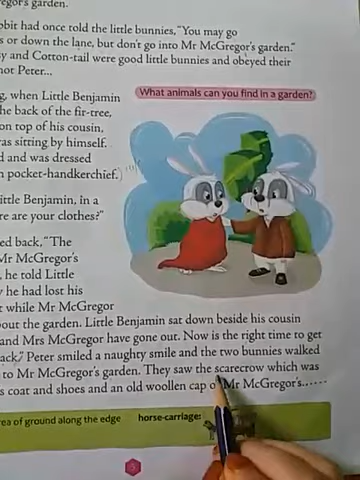 egor's garden.
bbit had once told the little bunnies, "You may go
s or down the lane, but don't go into Mr McGregor's garden."
y and Cotton-tail were good little bunnies and obeyed their
not Peter...
g, when Little Benjamin
he back of the fir-tree,
on top of his cousin,
as sitting by himself.
d and was dressed
n pocket-handkerchief.
ittle Benjamin, in a
re are your clothes?"
ed back, "The
Mr McGregor's
, he told Little
y he had lost his
t while Mr McGregor
What animals can you find in a garden?
bout the garden. Little Benjamin sat down beside his cousin
and Mrs McGregor have gone out. Now is the right time to get
ack," Peter smiled a naughty smile and the two bunnies walked
to Mr McGregor's garden. They saw the scarecrow which was
s coat and shoes and an old woollen cap o Mr McGregor's......
rea of ground along the edge
horse-carriage:
5